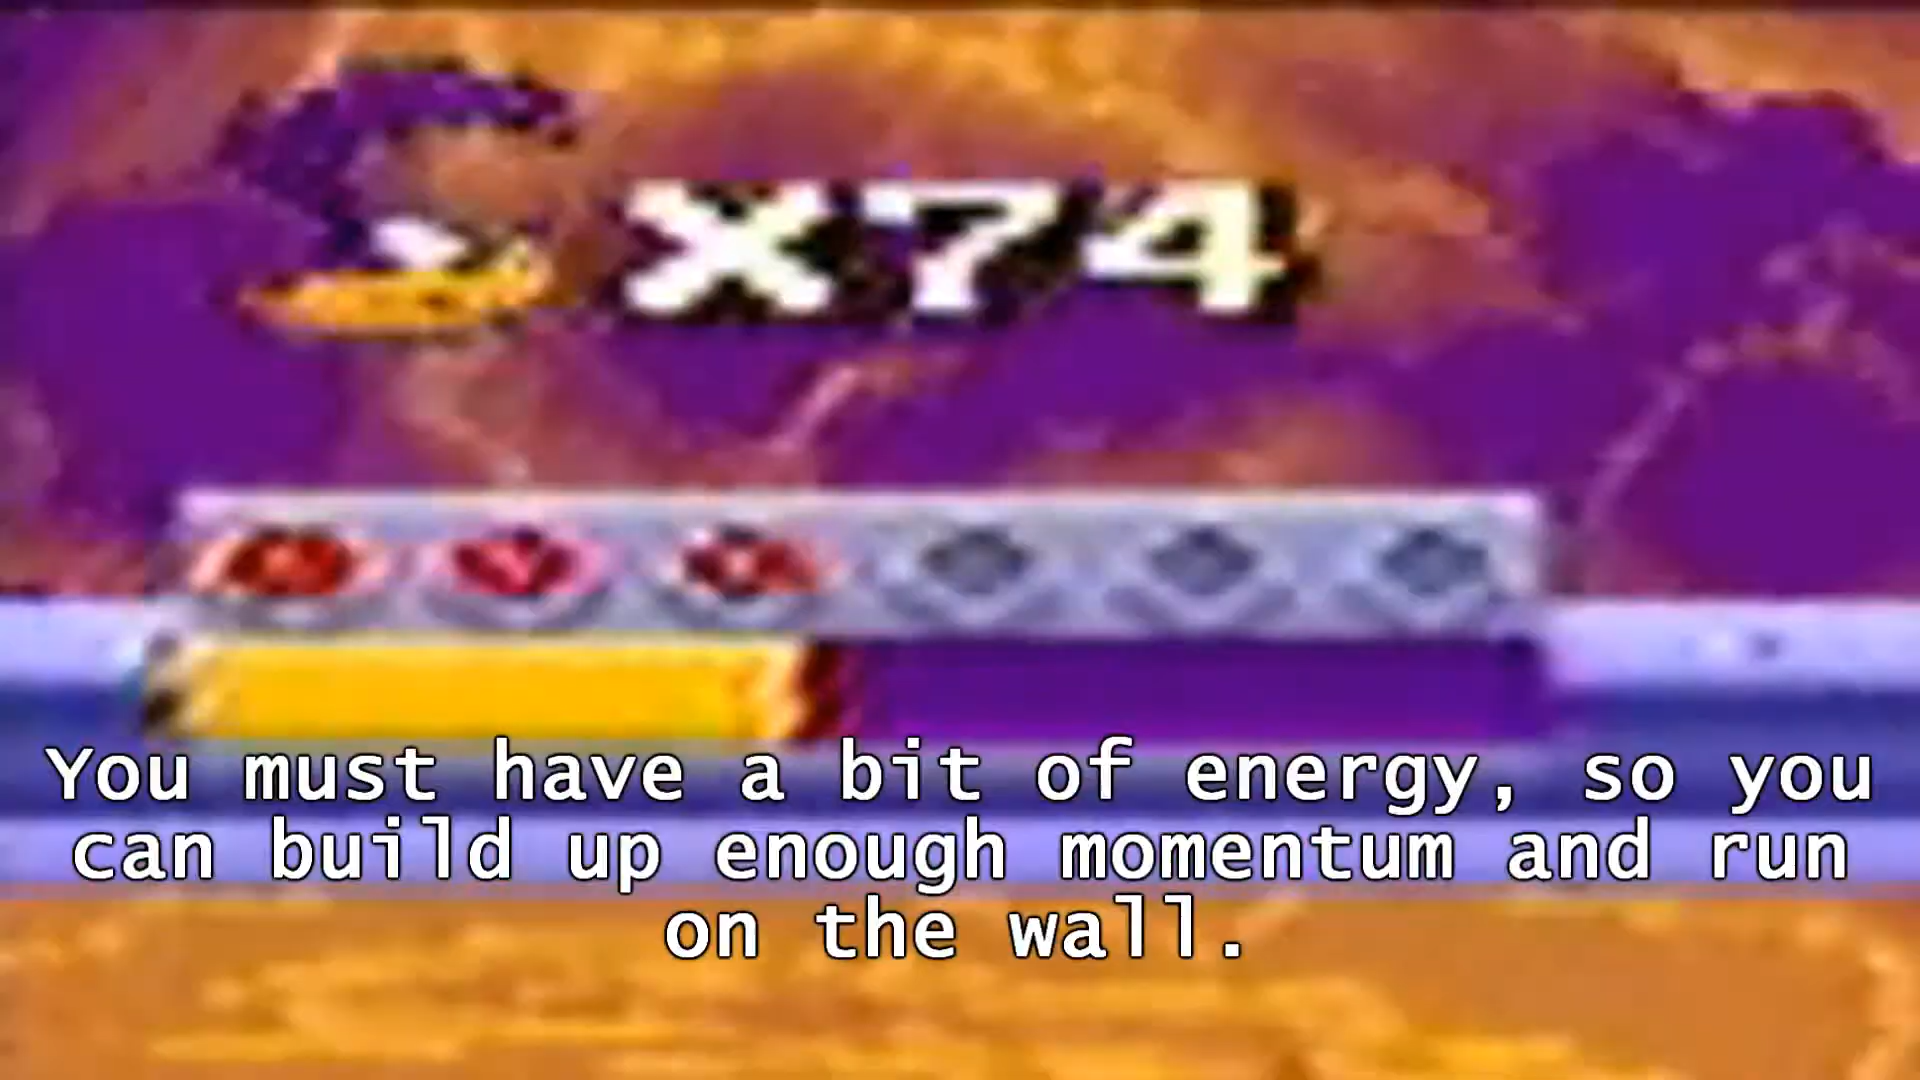 X74
You must have a bit of energy, so you
can build up enough momentum and run
on the wall.